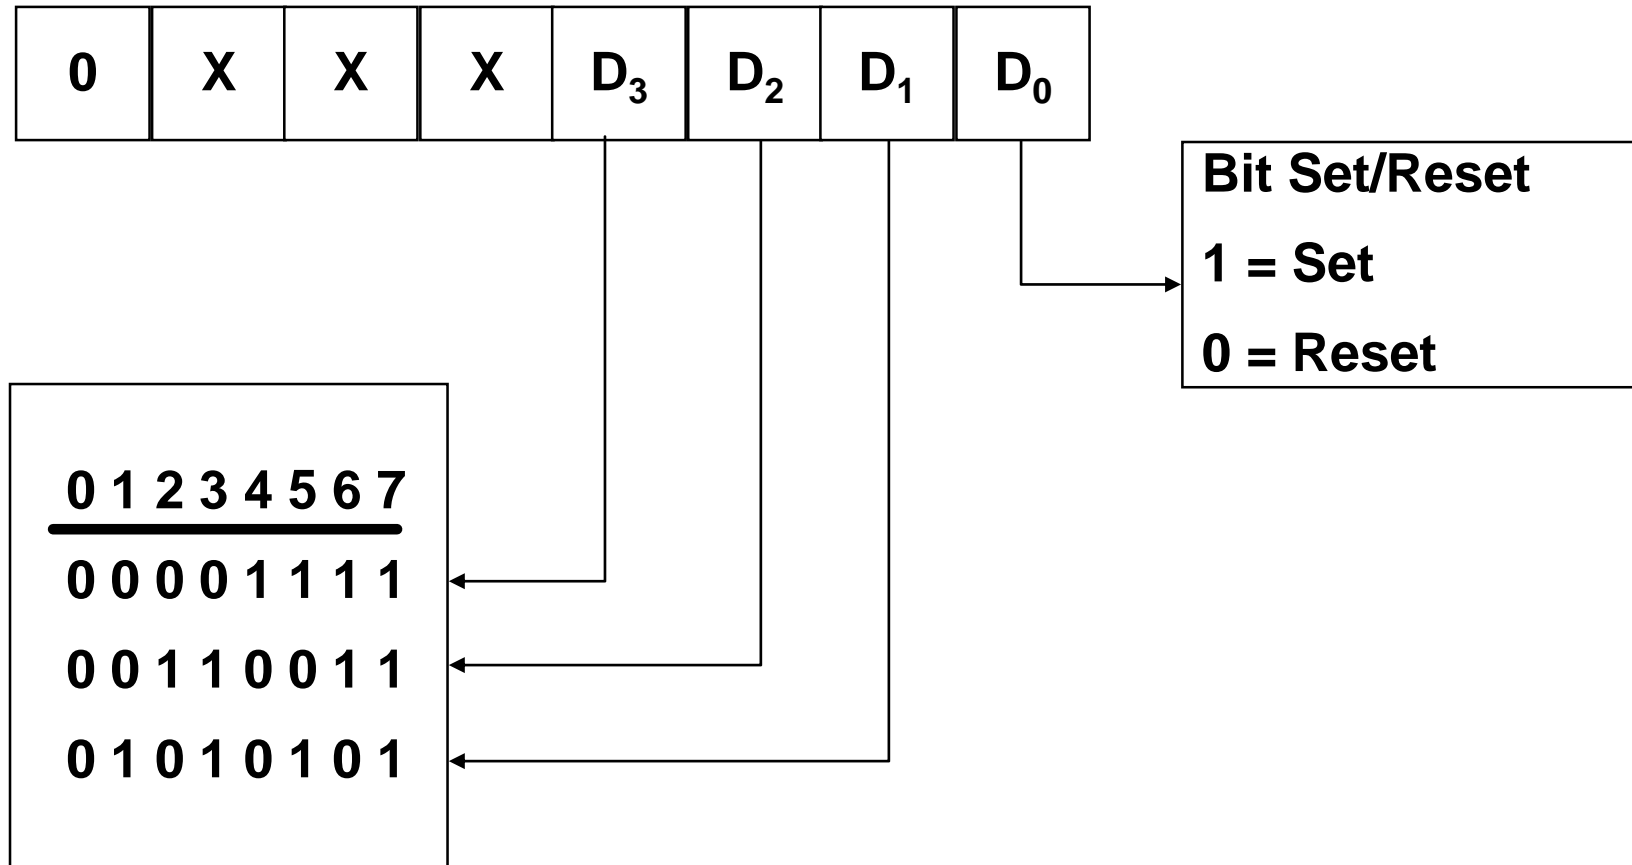 0 X X X D₃ D₂ D₁ D₀
Bit Set/Reset
1 = Set
0 = Reset
0 1 2 3 4 5 6 7
0 0 0 0 1 1 1 1
0 0 1 1 0 0 1 1
0 1 0 1 0 1 0 1